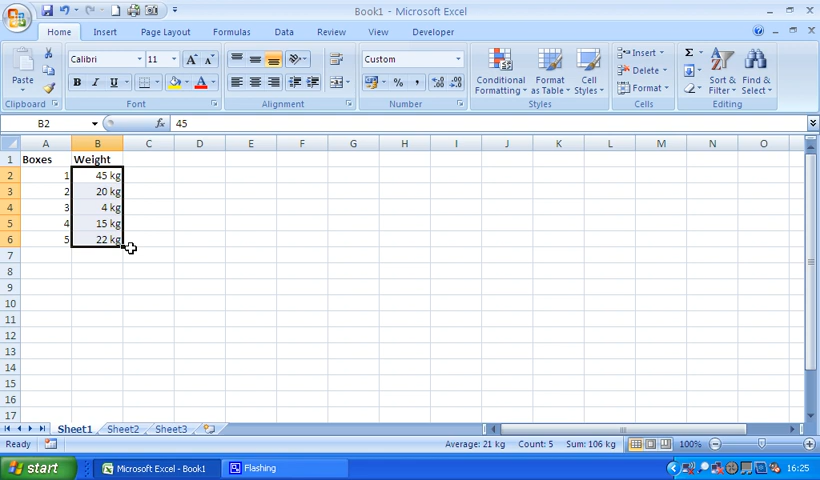 Book1 - Microsoft Excel
Home Insert Page Layout Formulas Data Review View Developer
Paste
Calibri 11
B I U
Custom
% ,
Conditional Formatting
Format as Table
Cell Styles
Insert
Delete
Format
Sort & Filter
Find & Select
Clipboard Font Alignment Number Styles Cells Editing
B2 fx 45
A B C D E F G H I J K L M N O
1 Boxes Weight
2 1 45 kg
3 2 20 kg
4 3 4 kg
5 4 15 kg
6 5 22 kg
7
8
9
10
11
12
13
14
15
16
17
Sheet1 Sheet2 Sheet3
Ready Average: 21 kg Count: 5 Sum: 106 kg 100%
start Microsoft Excel - Book1 Flashing 16:25